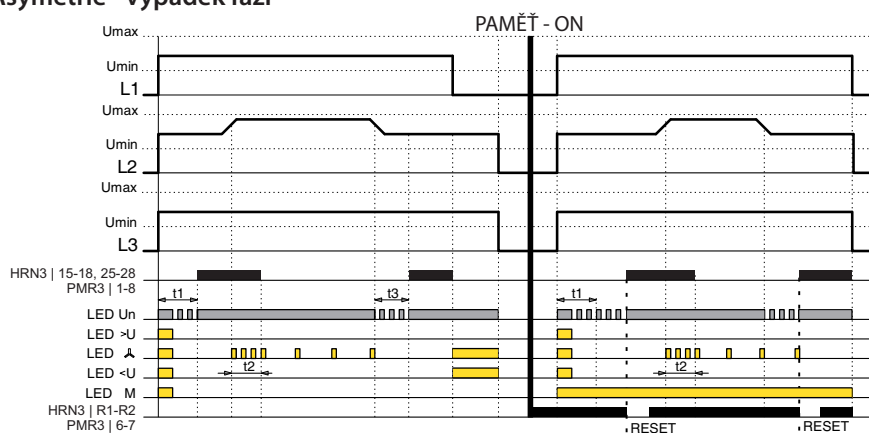 Asymetrie - výpadek fází
PAMĚŤ - ON
Umax
Umin
L1
Umax
Umin
L2
Umax
Umin
L3
HRN3 | 15-18, 25-28
PMR3 | 1-8
t1
t3
t1
LED Un
LED >U
LED
LED <U
t2
t2
LED M
HRN3 | R1-R2
PMR3 | 6-7
RESET
RESET